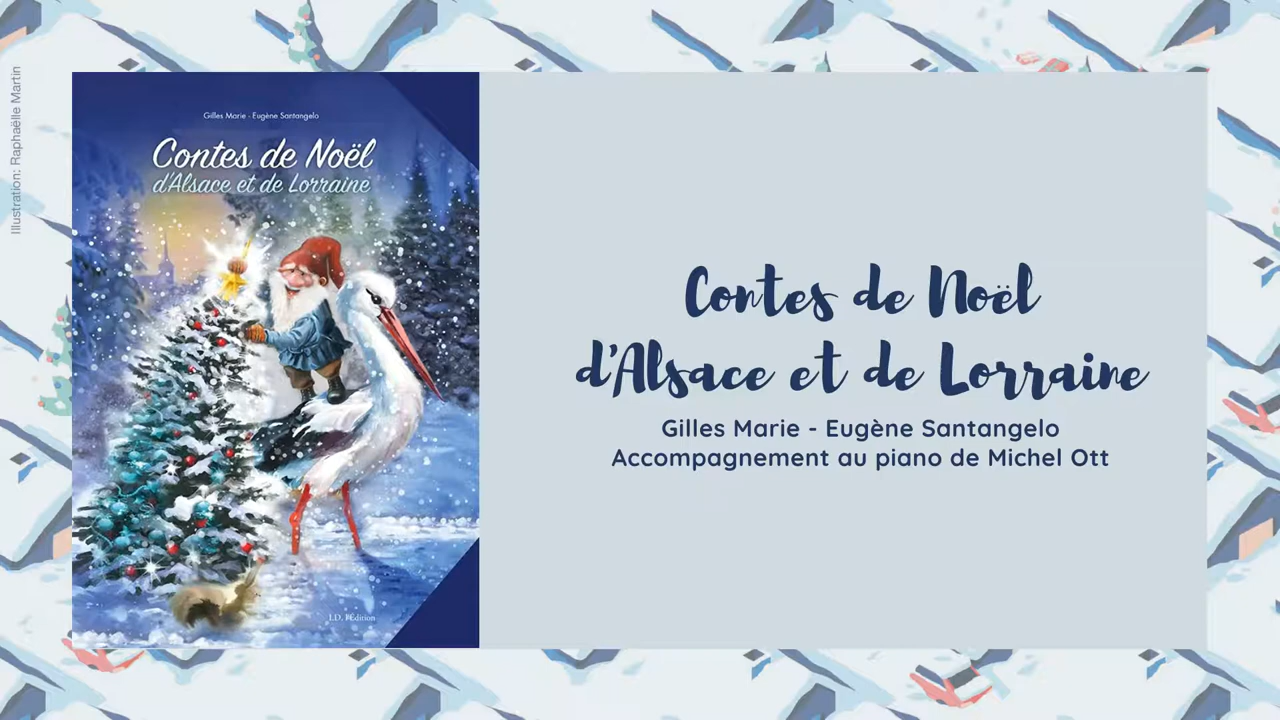 Illustration: Raphaëlle Martin
Gilles Marie - Eugène Santangelo
Contes de Noël
d'Alsace et de Lorraine
I.D. l'Édition
Contes de Noël
d'Alsace et de Lorraine
Gilles Marie - Eugène Santangelo
Accompagnement au piano de Michel Ott